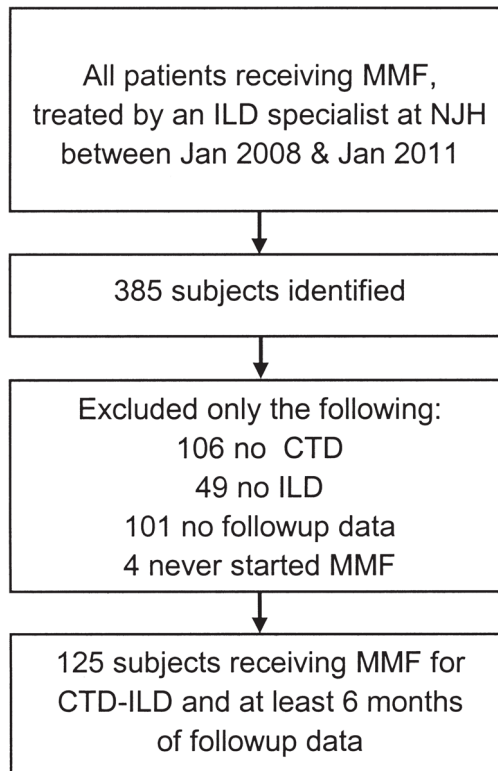 All patients receiving MMF,
treated by an ILD specialist at NJH
between Jan 2008 & Jan 2011
385 subjects identified
Excluded only the following:
106 no CTD
49 no ILD
101 no followup data
4 never started MMF
125 subjects receiving MMF for
CTD-ILD and at least 6 months
of followup data